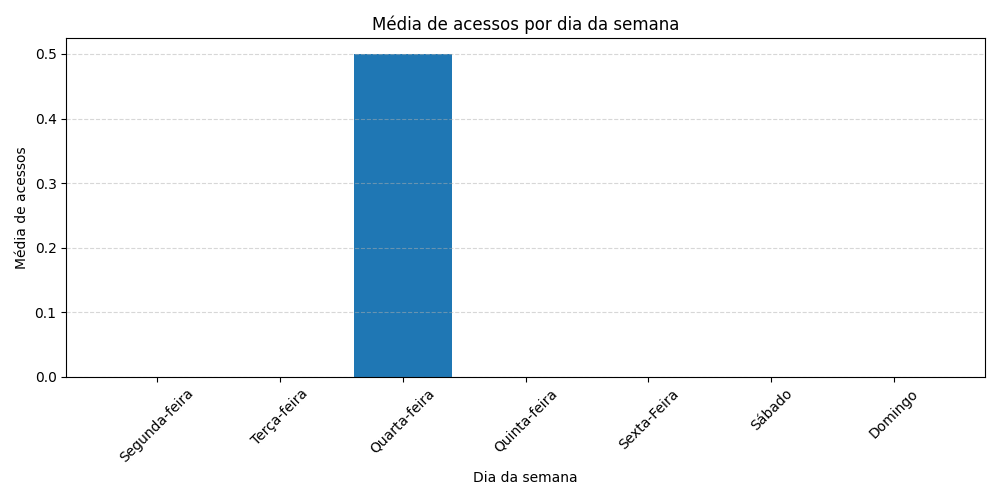 Média de acessos por dia da semana
Média de acessos
0.5
0.4
0.3
0.2
0.1
0.0
Segunda-feira
Terça-feira
Quarta-feira
Quinta-feira
Sexta-Feira
Sábado
Domingo
Dia da semana